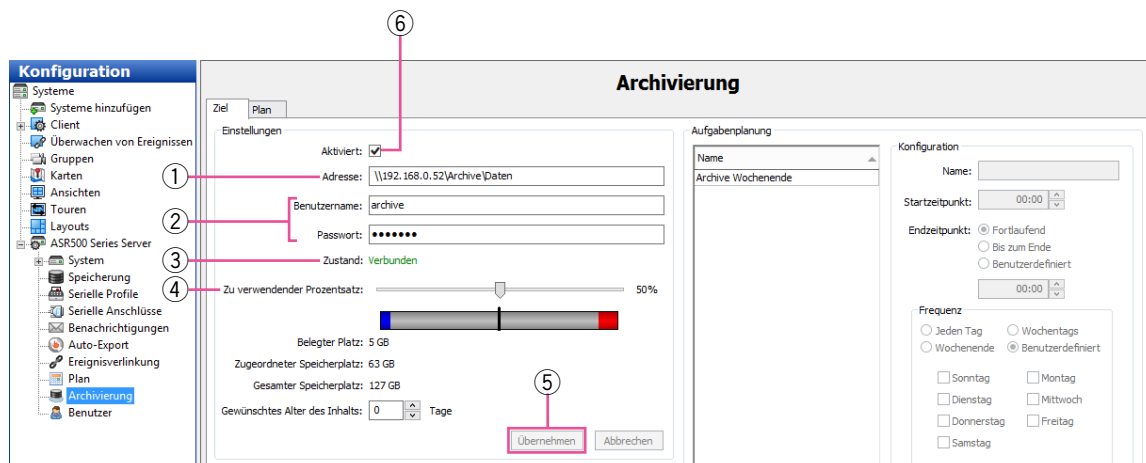 ⑥
Konfiguration
Systeme
Systeme hinzufügen
Client
Überwachen von Ereignissen
Gruppen
Karten
Ansichten
Touren
Layouts
ASR500 Series Server
System
Speicherung
Serielle Profile
Serielle Anschlüsse
Benachrichtigungen
Auto-Export
Ereignisverlinkung
Plan
Archivierung
Benutzer
①
②
③
④
Archivierung
Ziel Plan
Einstellungen
Aktiviert:
Adresse: \\192.168.0.52\Archive\Daten
Benutzername: archive
Passwort: ●●●●●●●
Zustand: Verbunden
Zu verwendender Prozentsatz: 50%
Belegter Platz: 5 GB
Zugeordneter Speicherplatz: 63 GB
Gesamter Speicherplatz: 127 GB
Gewünschtes Alter des Inhalts: 0 Tage
⑤
Übernehmen Abbrechen
Aufgabenplanung
Name
Archive Wochenende
Konfiguration
Name:
Startzeitpunkt: 00:00
Endzeitpunkt: Fortlaufend
Bis zum Ende
Benutzerdefiniert
00:00
Frequenz
Jeden Tag Wochentags
Wochenende Benutzerdefiniert
Sonntag Montag
Dienstag Mittwoch
Donnerstag Freitag
Samstag